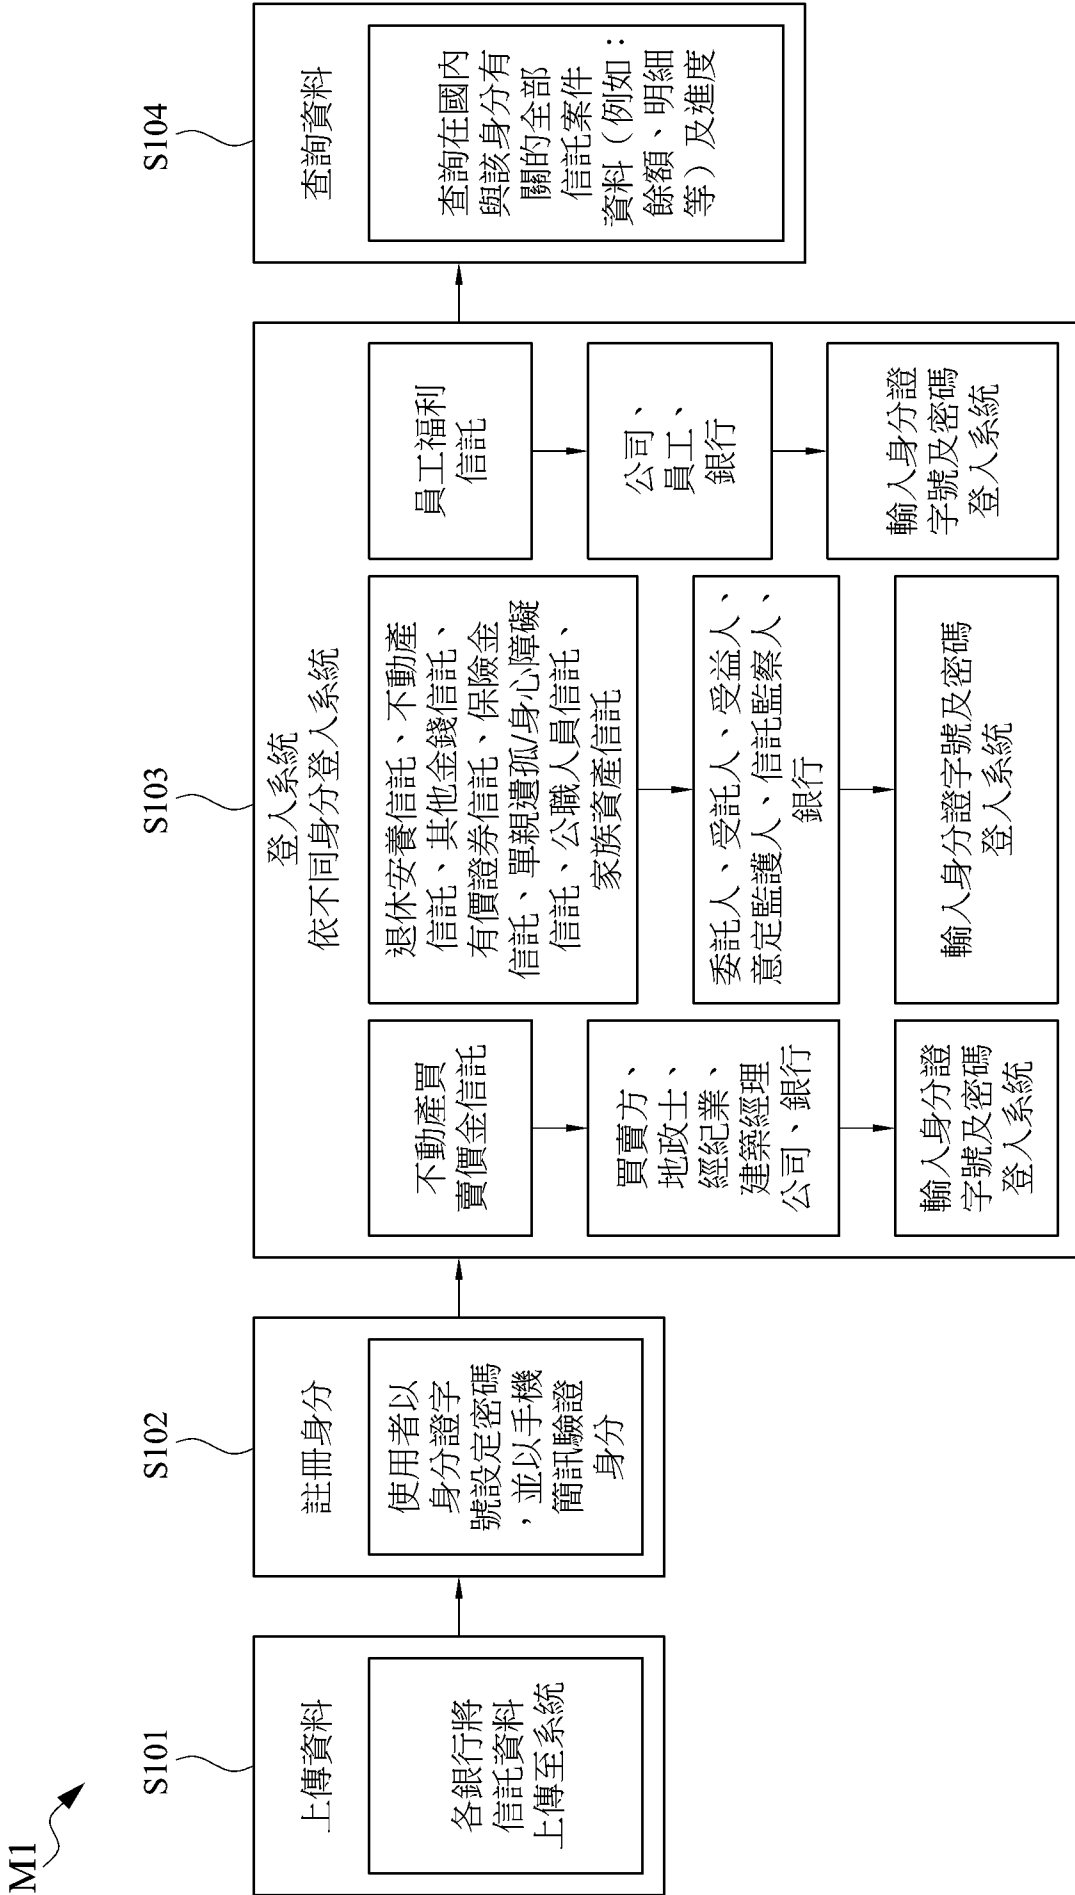 M1
S101
上傳資料
各銀行將
信託資料
上傳至系統
S102
註冊身分
使用者以
身分證字
號設定密碼
，並以手機
簡訊驗證
身分
S103
登入系統
依不同身分登入系統
不動產買
賣價金信託
買賣方、
地政士、
經紀業、
建築經理
公司、銀行
輸入身分證
字號及密碼
登入系統
退休安養信託、不動產
信託、其他金錢信託、
有價證券信託、保險金
信託、單親遺孤/身心障礙
信託、公職人員信託、
家族資產信託
委託人、受託人、受益人、
意定監護人、信託監察人、
銀行
輸入身分證字號及密碼
登入系統
員工福利
信託
公司、
員工、
銀行
輸入身分證
字號及密碼
登入系統
S104
查詢資料
查詢在國內
與該身分有
關的全部
信託案件
資料（例如：
餘額、明細
等）及進度